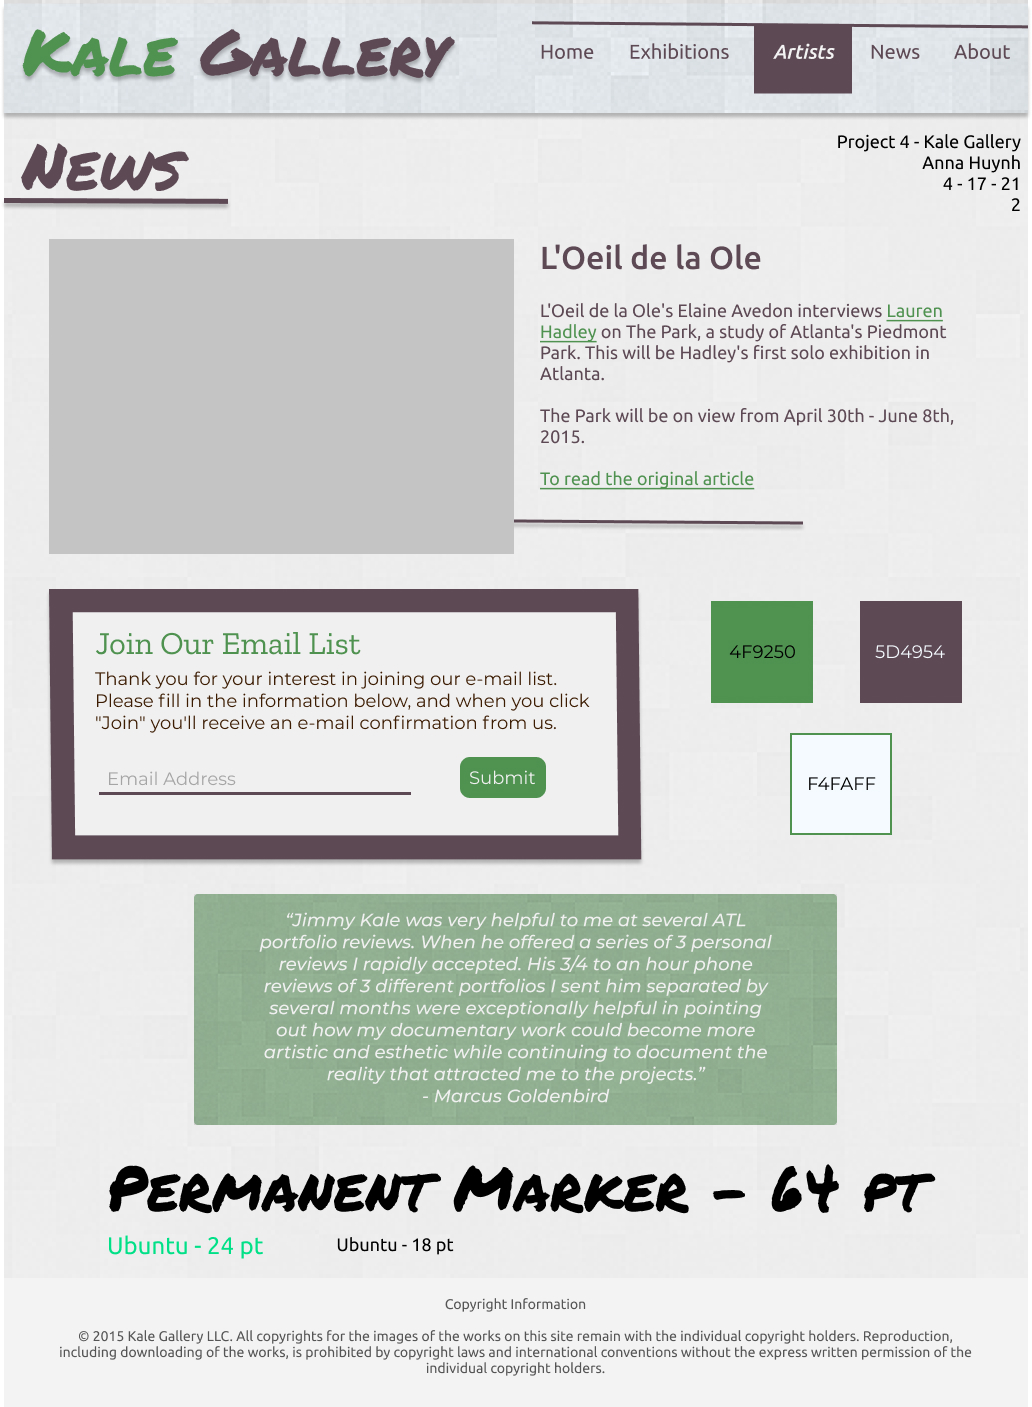 Kale Gallery
Home Exhibitions Artists News About
News
Project 4 - Kale Gallery
Anna Huynh
4 - 17 - 21
2
L'Oeil de la Ole
L'Oeil de la Ole's Elaine Avedon interviews Lauren
Hadley on The Park, a study of Atlanta's Piedmont
Park. This will be Hadley's first solo exhibition in
Atlanta.
The Park will be on view from April 30th - June 8th,
2015.
To read the original article
Join Our Email List
Thank you for your interest in joining our e-mail list.
Please fill in the information below, and when you click
"Join" you'll receive an e-mail confirmation from us.
Email Address
Submit
4F9250
5D4954
F4FAFF
“Jimmy Kale was very helpful to me at several ATL
portfolio reviews. When he offered a series of 3 personal
reviews I rapidly accepted. His 3/4 to an hour phone
reviews of 3 different portfolios I sent him separated by
several months were exceptionally helpful in pointing
out how my documentary work could become more
artistic and esthetic while continuing to document the
reality that attracted me to the projects.”
- Marcus Goldenbird
Permanent Marker - 64 pt
Ubuntu - 24 pt
Ubuntu - 18 pt
Copyright Information
© 2015 Kale Gallery LLC. All copyrights for the images of the works on this site remain with the individual copyright holders. Reproduction,
including downloading of the works, is prohibited by copyright laws and international conventions without the express written permission of the
individual copyright holders.